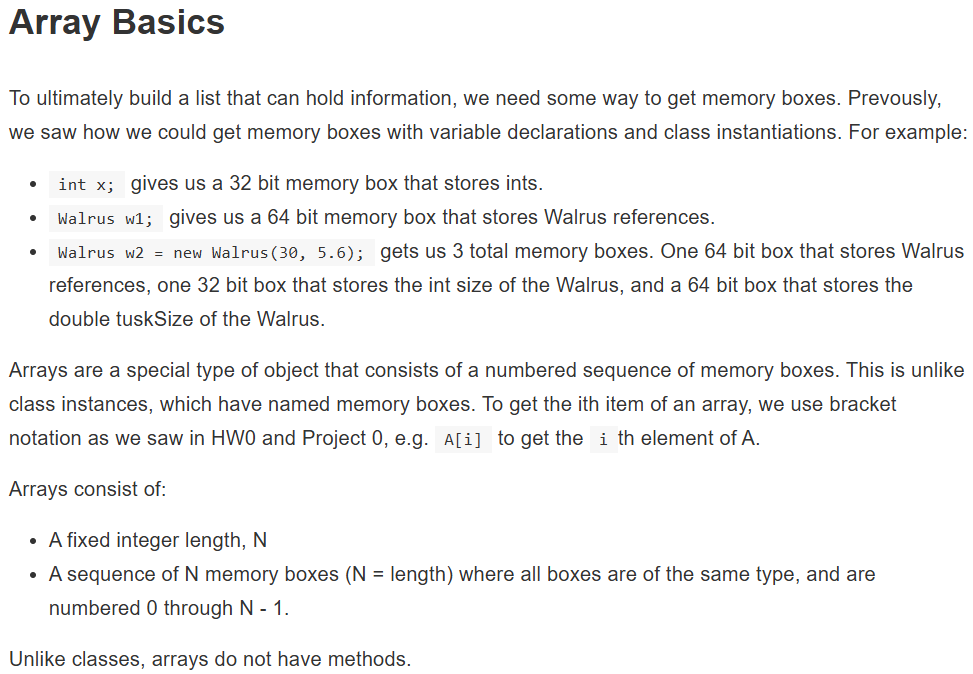 Array Basics
To ultimately build a list that can hold information, we need some way to get memory boxes. Prevously,
we saw how we could get memory boxes with variable declarations and class instantiations. For example:
• int x; gives us a 32 bit memory box that stores ints.
• Walrus w1; gives us a 64 bit memory box that stores Walrus references.
• Walrus w2 = new Walrus(30, 5.6); gets us 3 total memory boxes. One 64 bit box that stores Walrus
references, one 32 bit box that stores the int size of the Walrus, and a 64 bit box that stores the
double tuskSize of the Walrus.
Arrays are a special type of object that consists of a numbered sequence of memory boxes. This is unlike
class instances, which have named memory boxes. To get the ith item of an array, we use bracket
notation as we saw in HW0 and Project 0, e.g. A[i] to get the i th element of A.
Arrays consist of:
• A fixed integer length, N
• A sequence of N memory boxes (N = length) where all boxes are of the same type, and are
numbered 0 through N - 1.
Unlike classes, arrays do not have methods.